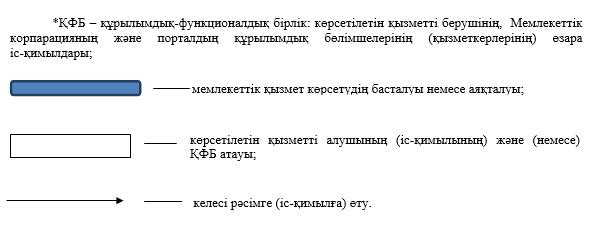 *ҚФБ – құрылымдық-функционалдық бірлік: көрсетілетін қызметті берушінің, Мемлекеттік
корпарацияның және порталдың құрылымдық бөлімшелерінің (қызметкерлерінің) өзара
іс-қимылдары;
мемлекеттік қызмет көрсетудің басталуы немесе аяқталуы;
көрсетілетін қызметті алушының (іс-қимылының) және (немесе)
ҚФБ атауы;
келесі рәсімге (іс-қимылға) өту.